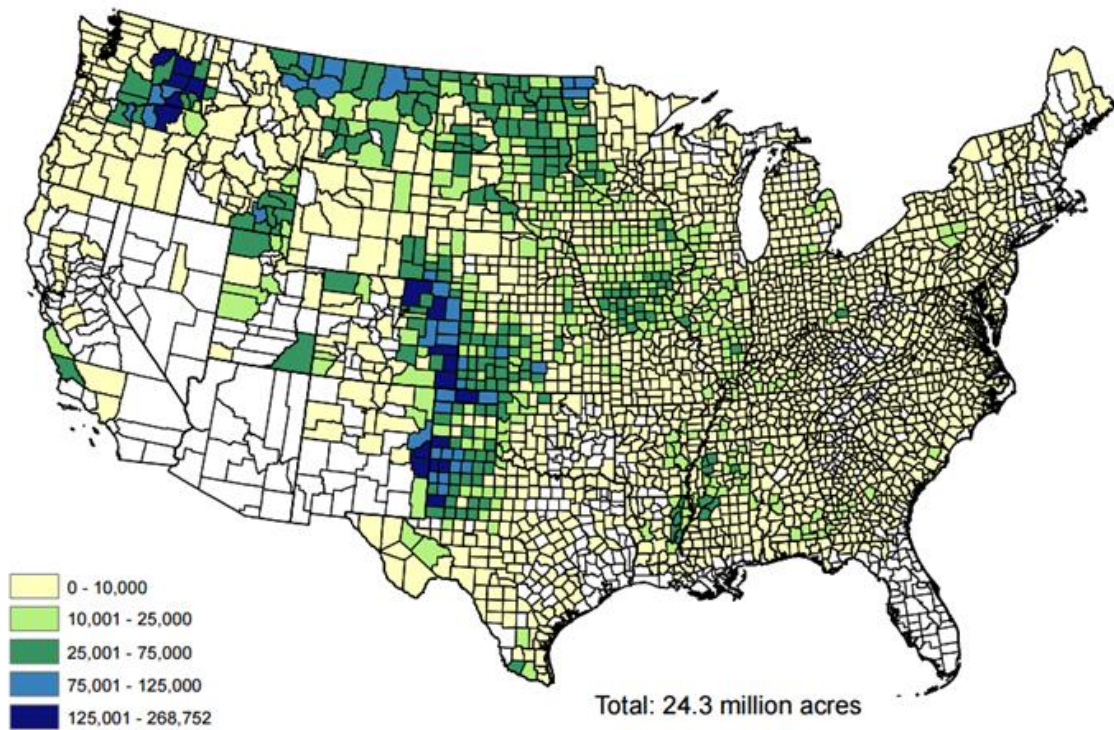 0 - 10,000
10,001 - 25,000
25,001 - 75,000
75,001 - 125,000
125,001 - 268,752
Total: 24.3 million acres